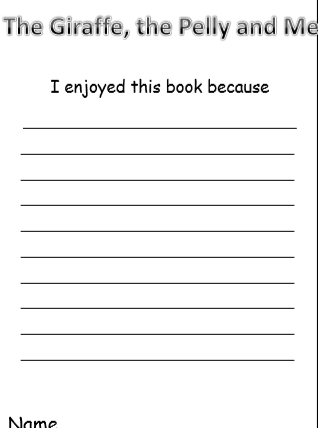 The Giraffe, the Pelly and Me
I enjoyed this book because
Name